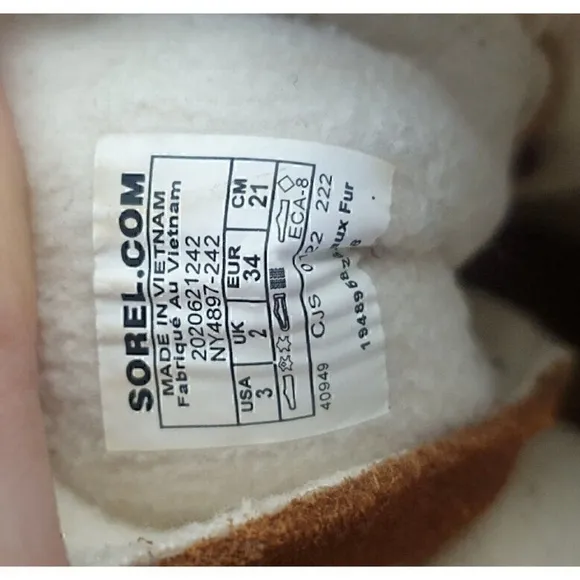 SOREL.COM
MADE IN VIETNAM
Fabriqué Au Vietnam
2020621242
NY4897-242
USA UK EUR CM
3 2 34 21
ECA-8
40949 CJS 222
Fur